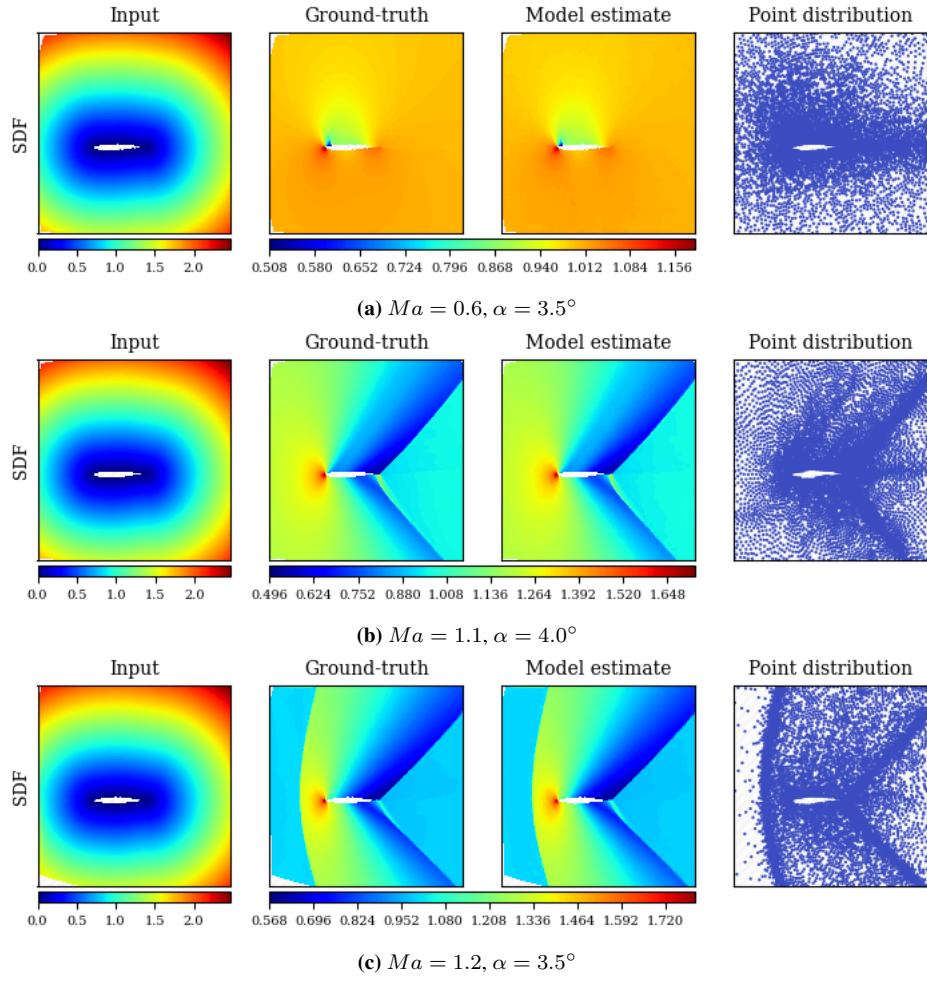 Input Ground-truth Model estimate Point distribution
SDF
0.0 0.5 1.0 1.5 2.0 0.508 0.580 0.652 0.724 0.796 0.868 0.940 1.012 1.084 1.156
(a) Ma = 0.6, α = 3.5°
Input Ground-truth Model estimate Point distribution
SDF
0.0 0.5 1.0 1.5 2.0 0.496 0.624 0.752 0.880 1.008 1.136 1.264 1.392 1.520 1.648
(b) Ma = 1.1, α = 4.0°
Input Ground-truth Model estimate Point distribution
SDF
0.0 0.5 1.0 1.5 2.0 0.568 0.696 0.824 0.952 1.080 1.208 1.336 1.464 1.592 1.720
(c) Ma = 1.2, α = 3.5°